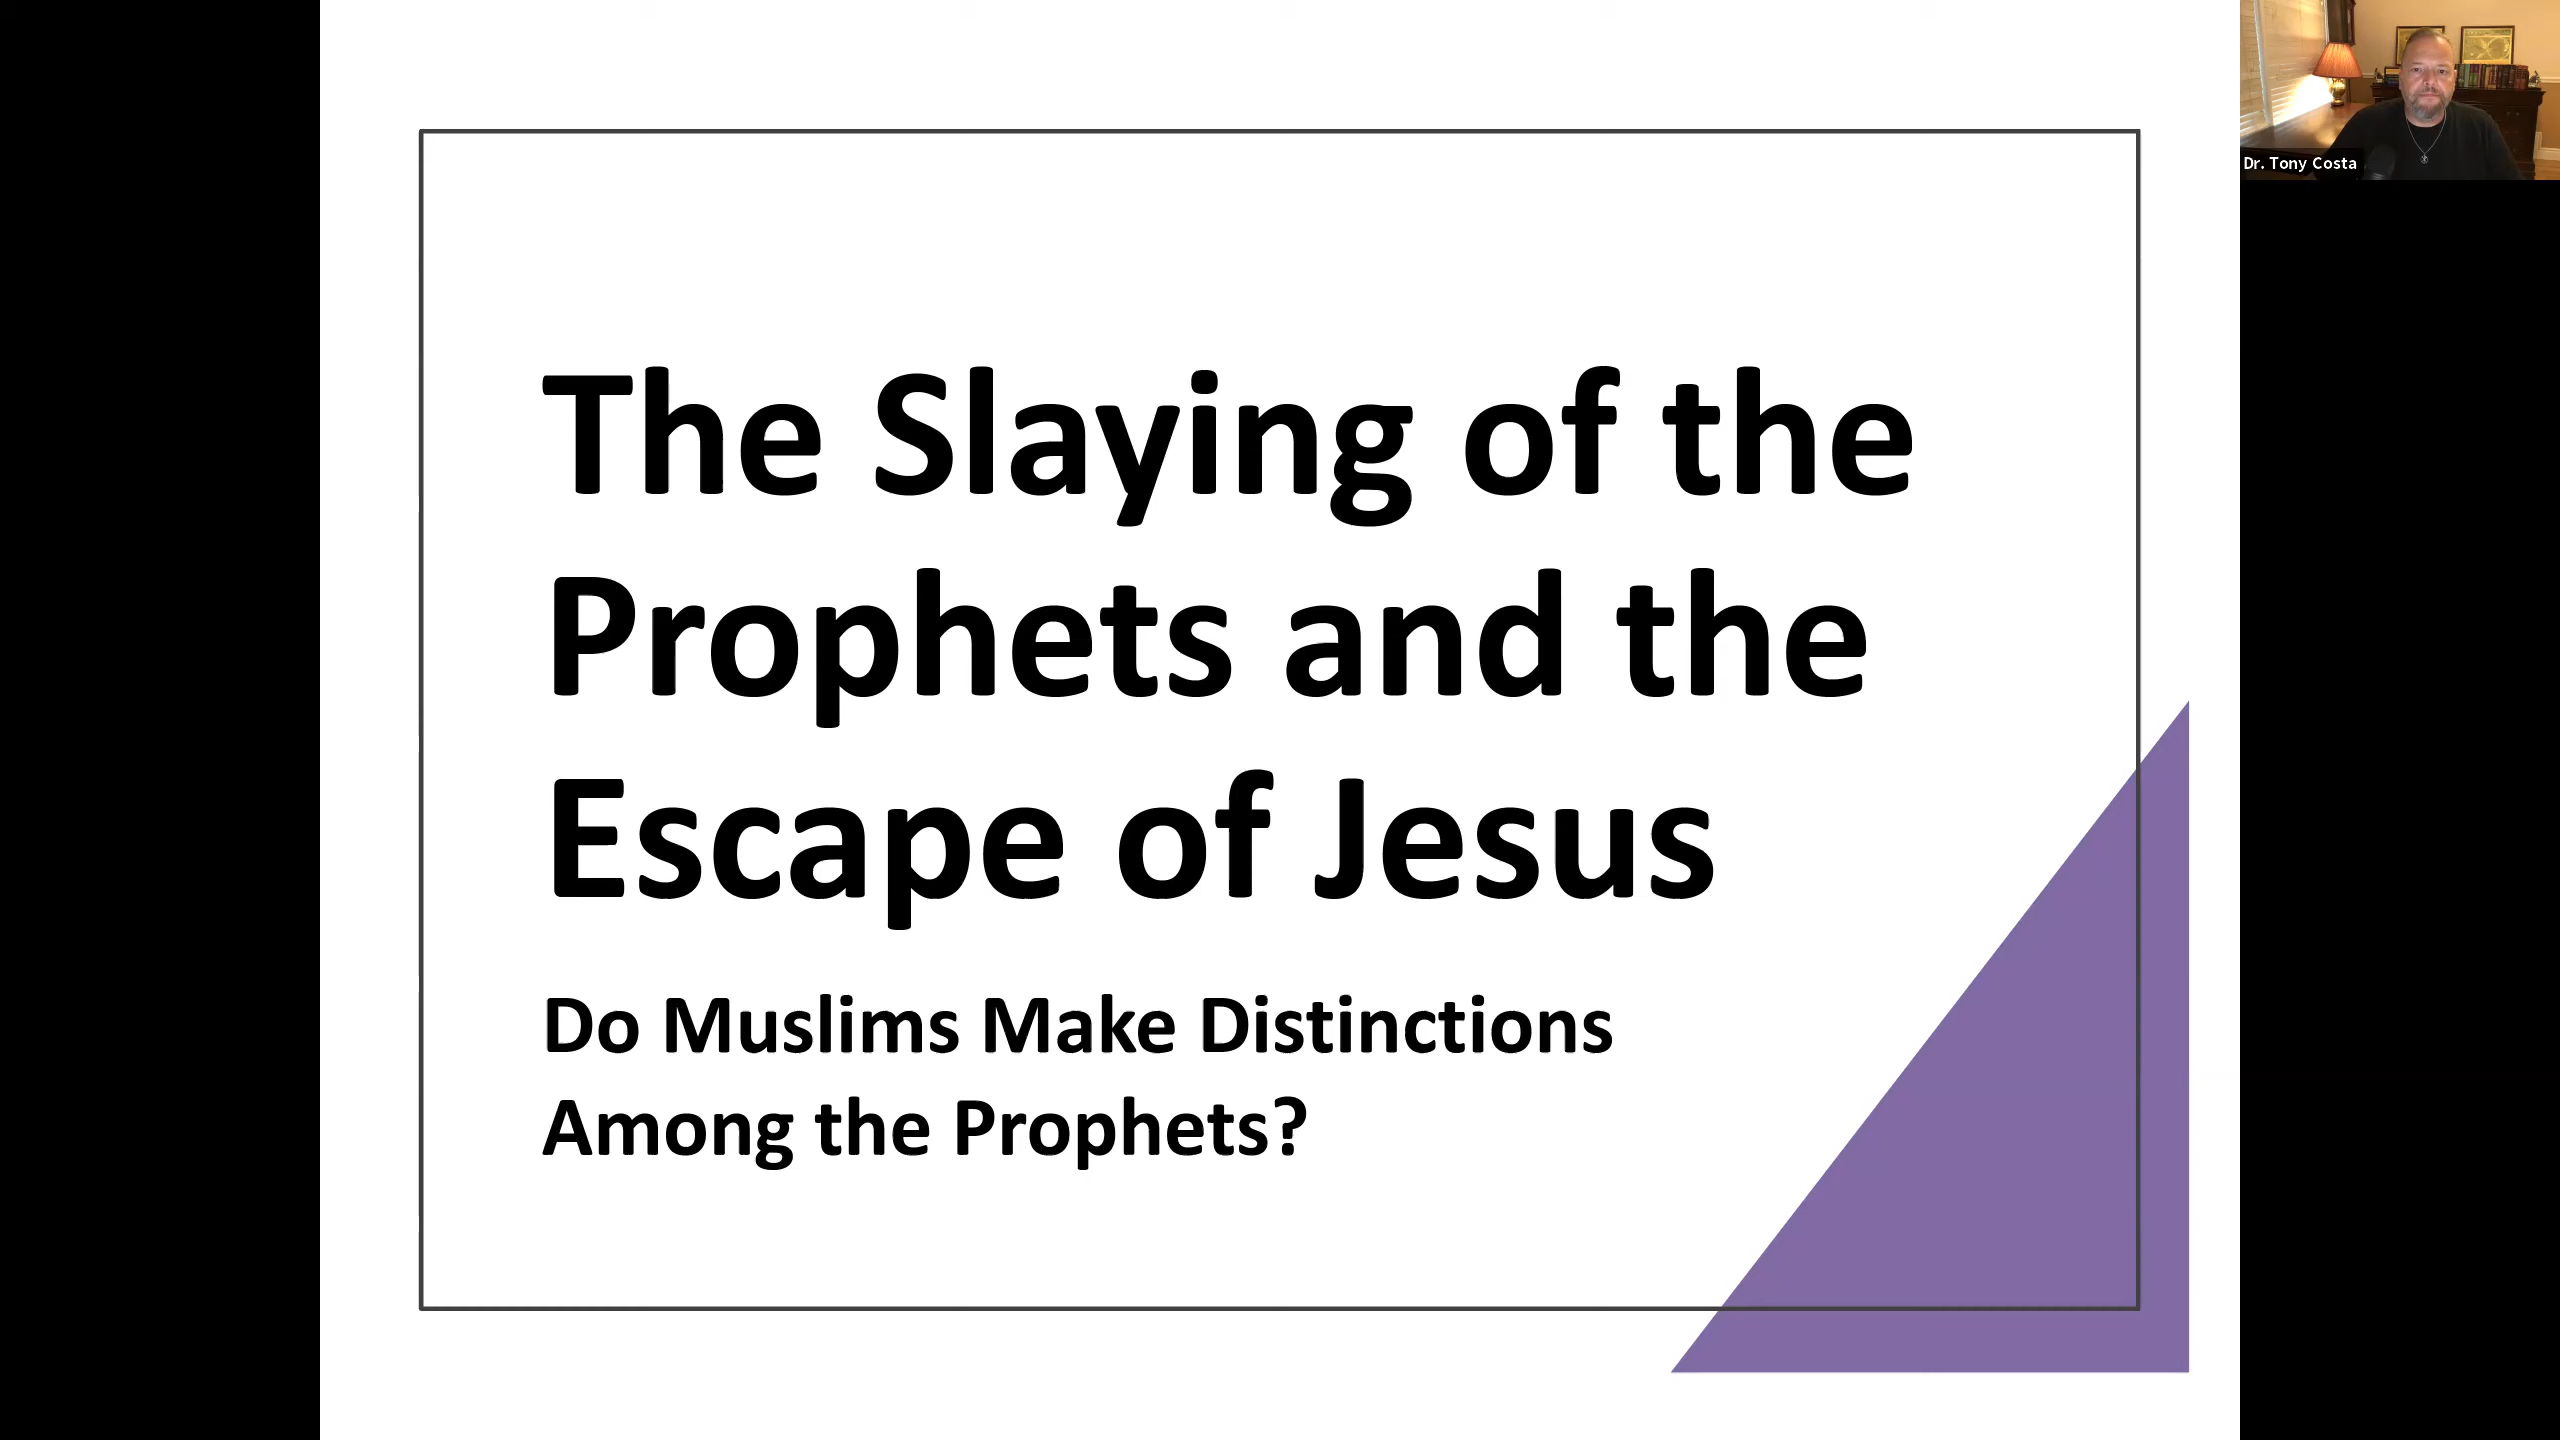 The Slaying of the
Prophets and the
Escape of Jesus
Do Muslims Make Distinctions
Among the Prophets?
Dr. Tony Costa